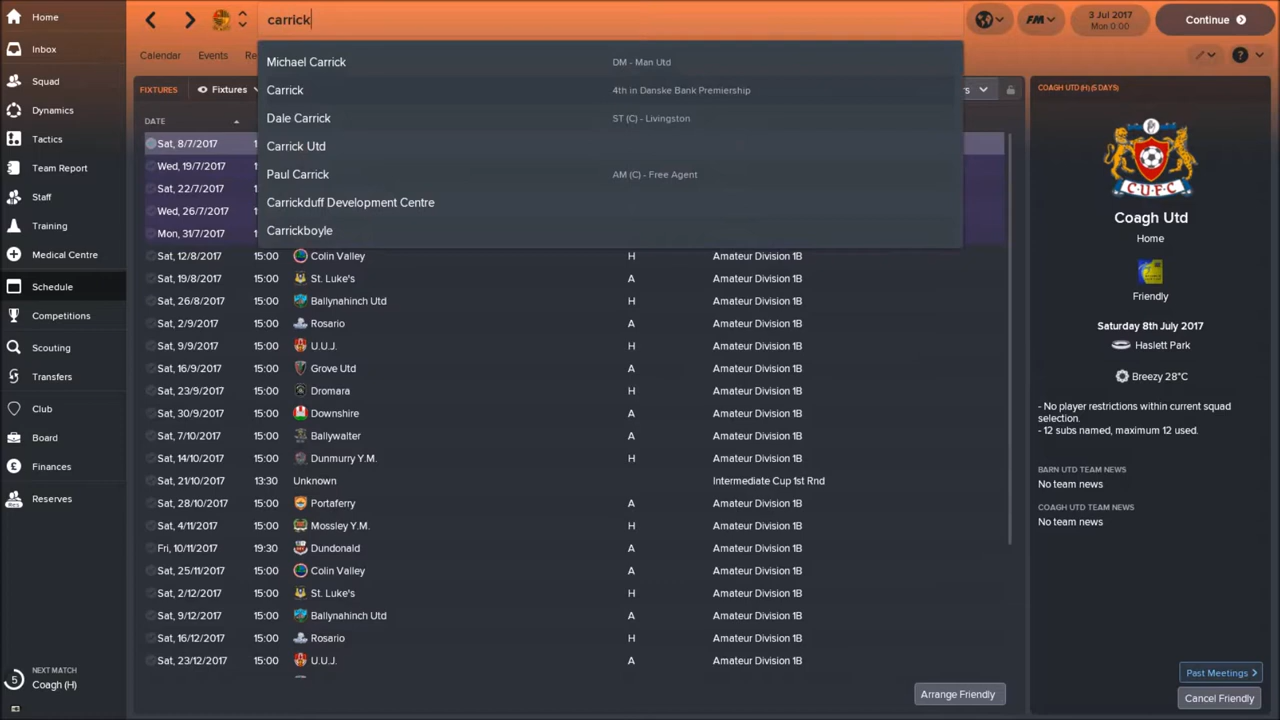 Home
carrick
3 Jul 2017
Mon 0:00
Continue
FM
Inbox
Squad
Dynamics
Tactics
Team Report
Staff
Training
Medical Centre
Schedule
Competitions
Scouting
Transfers
Club
Board
Finances
Reserves
5
NEXT MATCH
Coagh (H)
Calendar
Events
Re
Michael Carrick DM - Man Utd
Carrick 4th in Danske Bank Premiership
Dale Carrick ST (C) - Livingston
Carrick Utd
Paul Carrick AM (C) - Free Agent
Carrickduff Development Centre
Carrickboyle
FIXTURES Fixtures
DATE
Sat, 8/7/2017 1
Wed, 19/7/2017 1
Sat, 22/7/2017 1
Wed, 26/7/2017 1
Mon, 31/7/2017 1
Sat, 12/8/2017 15:00 Colin Valley H Amateur Division 1B
Sat, 19/8/2017 15:00 St. Luke's A Amateur Division 1B
Sat, 26/8/2017 15:00 Ballynahinch Utd H Amateur Division 1B
Sat, 2/9/2017 15:00 Rosario A Amateur Division 1B
Sat, 9/9/2017 15:00 U.U.J. H Amateur Division 1B
Sat, 16/9/2017 15:00 Grove Utd A Amateur Division 1B
Sat, 23/9/2017 15:00 Dromara H Amateur Division 1B
Sat, 30/9/2017 15:00 Downshire A Amateur Division 1B
Sat, 7/10/2017 15:00 Ballywalter A Amateur Division 1B
Sat, 14/10/2017 15:00 Dunmurry Y.M. H Amateur Division 1B
Sat, 21/10/2017 13:30 Unknown Intermediate Cup 1st Rnd
Sat, 28/10/2017 15:00 Portaferry A Amateur Division 1B
Sat, 4/11/2017 15:00 Mossley Y.M. H Amateur Division 1B
Fri, 10/11/2017 19:30 Dundonald A Amateur Division 1B
Sat, 25/11/2017 15:00 Colin Valley A Amateur Division 1B
Sat, 2/12/2017 15:00 St. Luke's H Amateur Division 1B
Sat, 9/12/2017 15:00 Ballynahinch Utd A Amateur Division 1B
Sat, 16/12/2017 15:00 Rosario H Amateur Division 1B
Sat, 23/12/2017 15:00 U.U.J. A Amateur Division 1B
Arrange Friendly
COAGH UTD (H) (5 DAYS)
C.U.F.C.
Coagh Utd
Home
Friendly
Saturday 8th July 2017
Haslett Park
Breezy 28°C
- No player restrictions within current squad
selection.
- 12 subs named, maximum 12 used.
BARN UTD TEAM NEWS
No team news
COAGH UTD TEAM NEWS
No team news
Past Meetings
Cancel Friendly